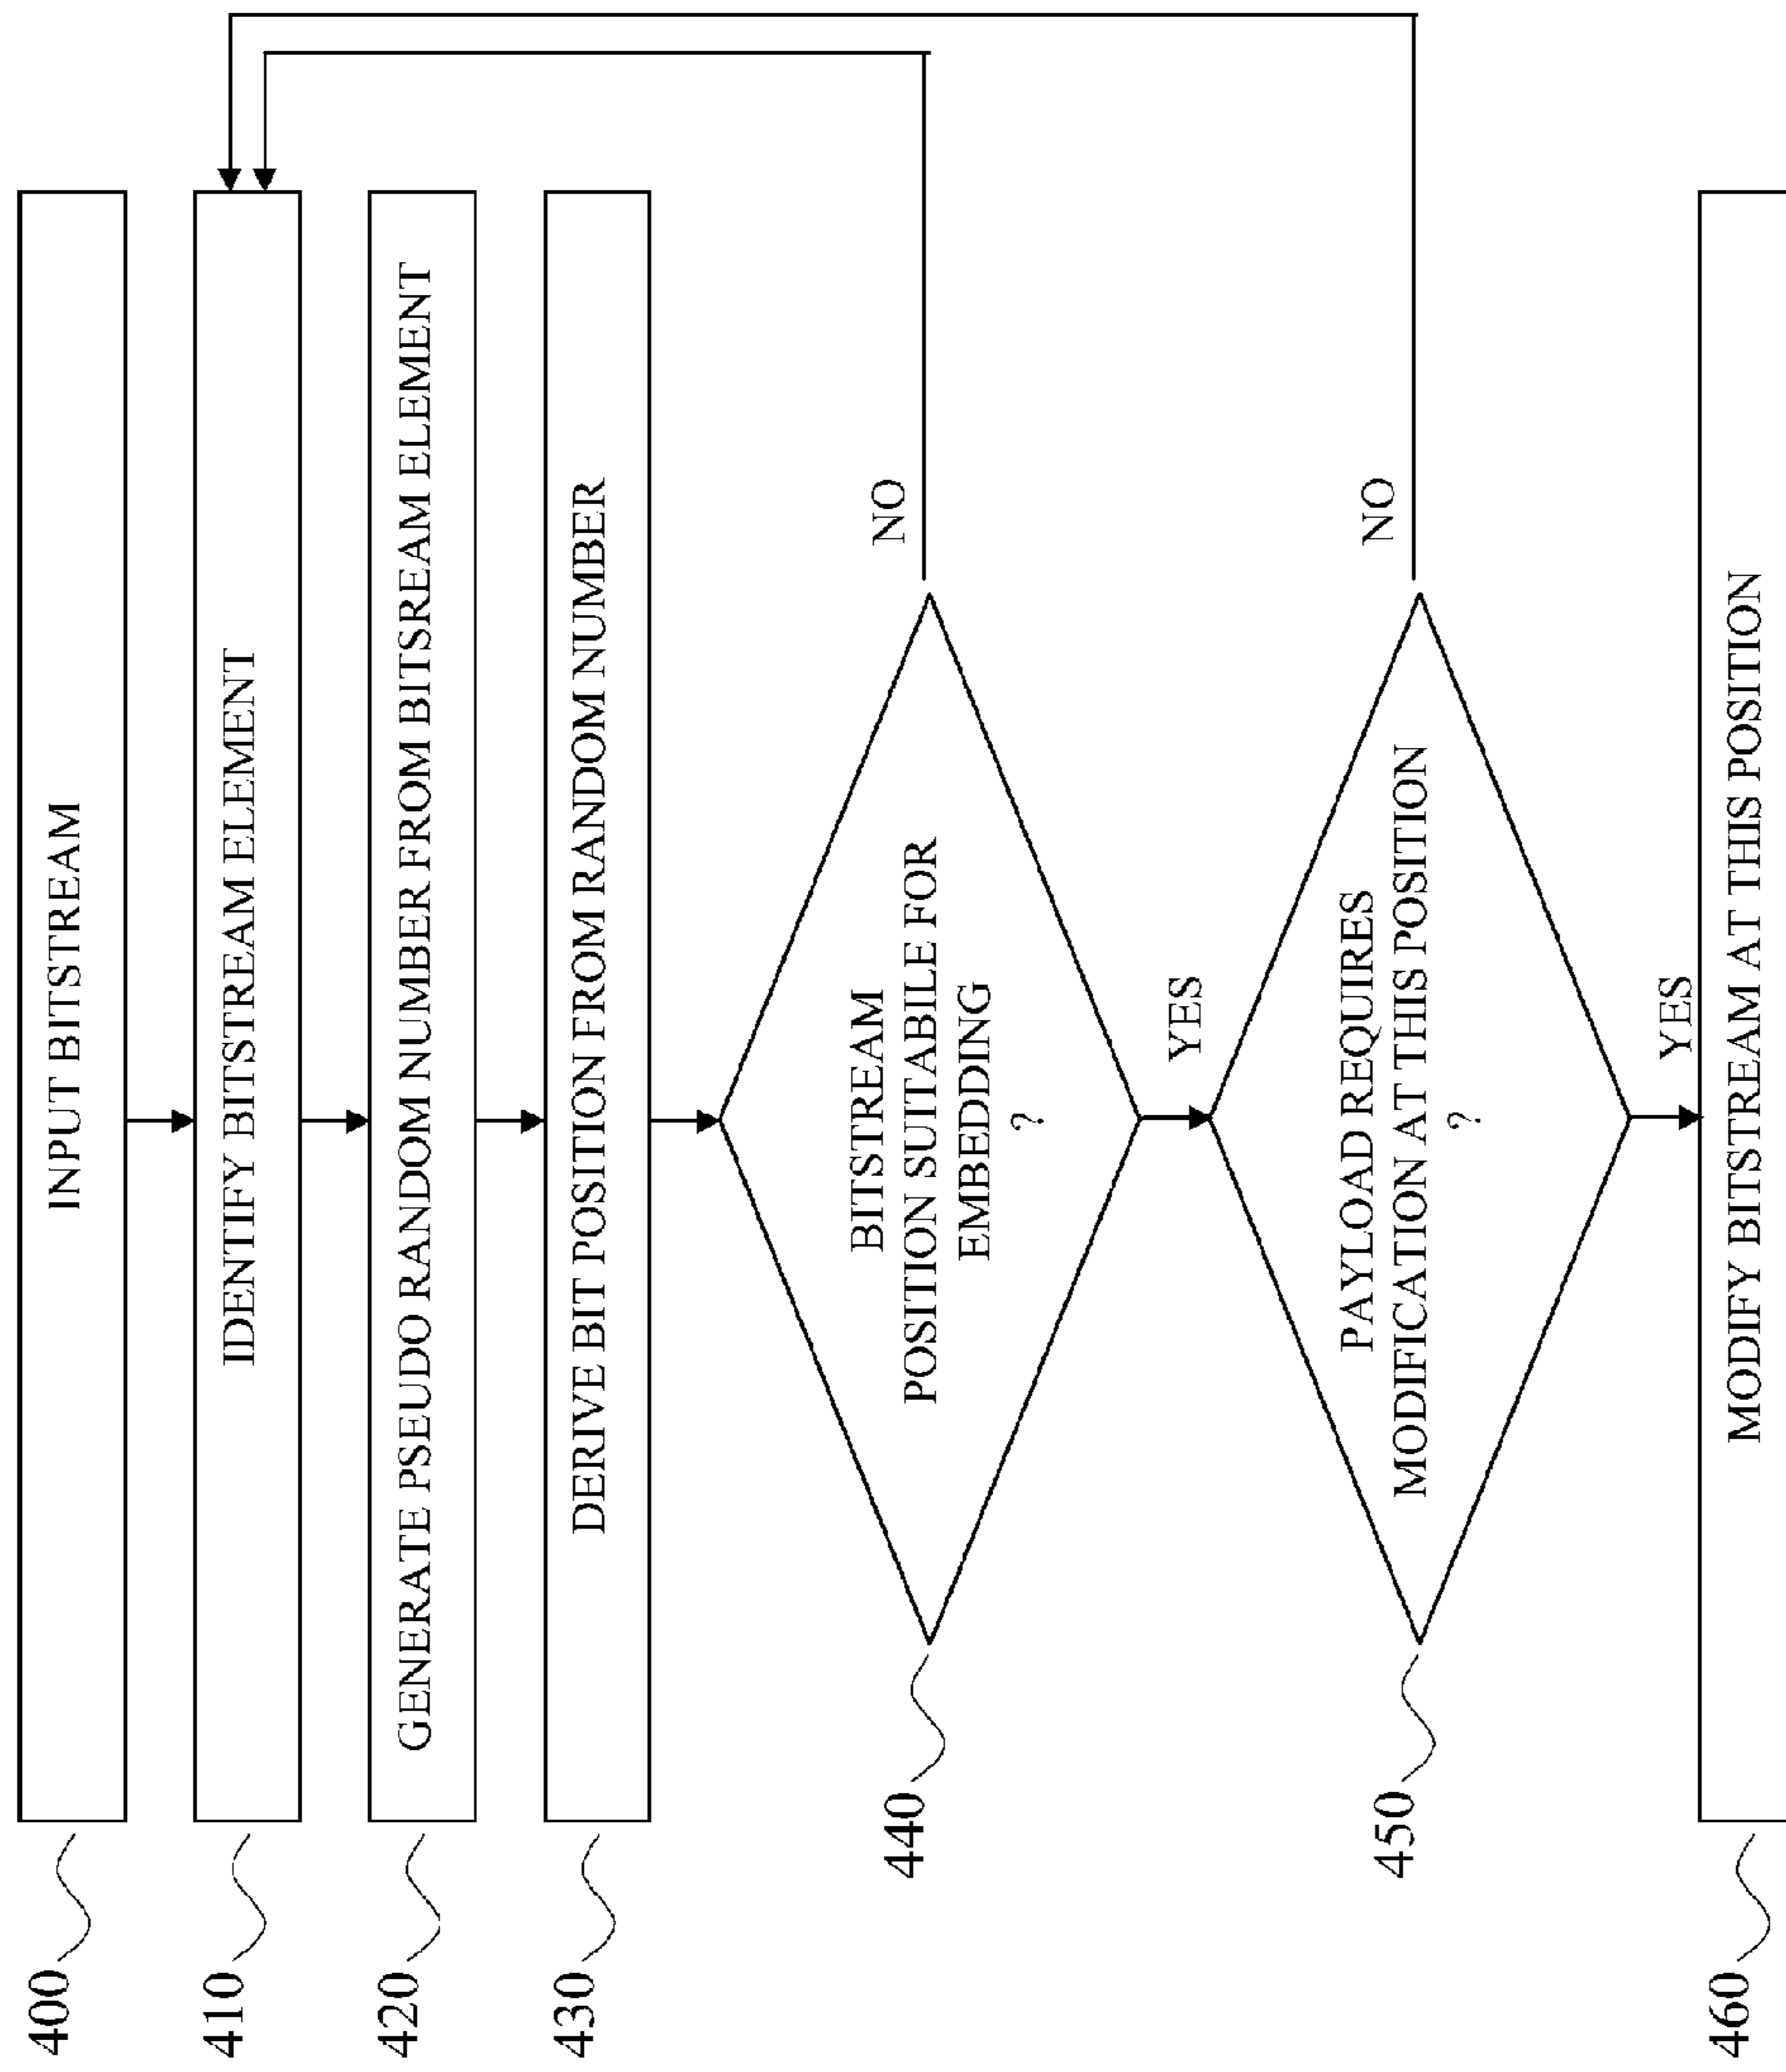 400
INPUT BITSTREAM
410
IDENTIFY BITSTREAM ELEMENT
420
GENERATE PSEUDO RANDOM NUMBER FROM BITSREAM ELEMENT
430
DERIVE BIT POSITION FROM RANDOM NUMBER
440
BITSTREAM
POSITION SUITABILE FOR
EMBEDDING
?
NO
YES
450
PAYLOAD REQUIRES
MODIFICATION AT THIS POSITION
?
NO
YES
460
MODIFY BITSTREAM AT THIS POSITION